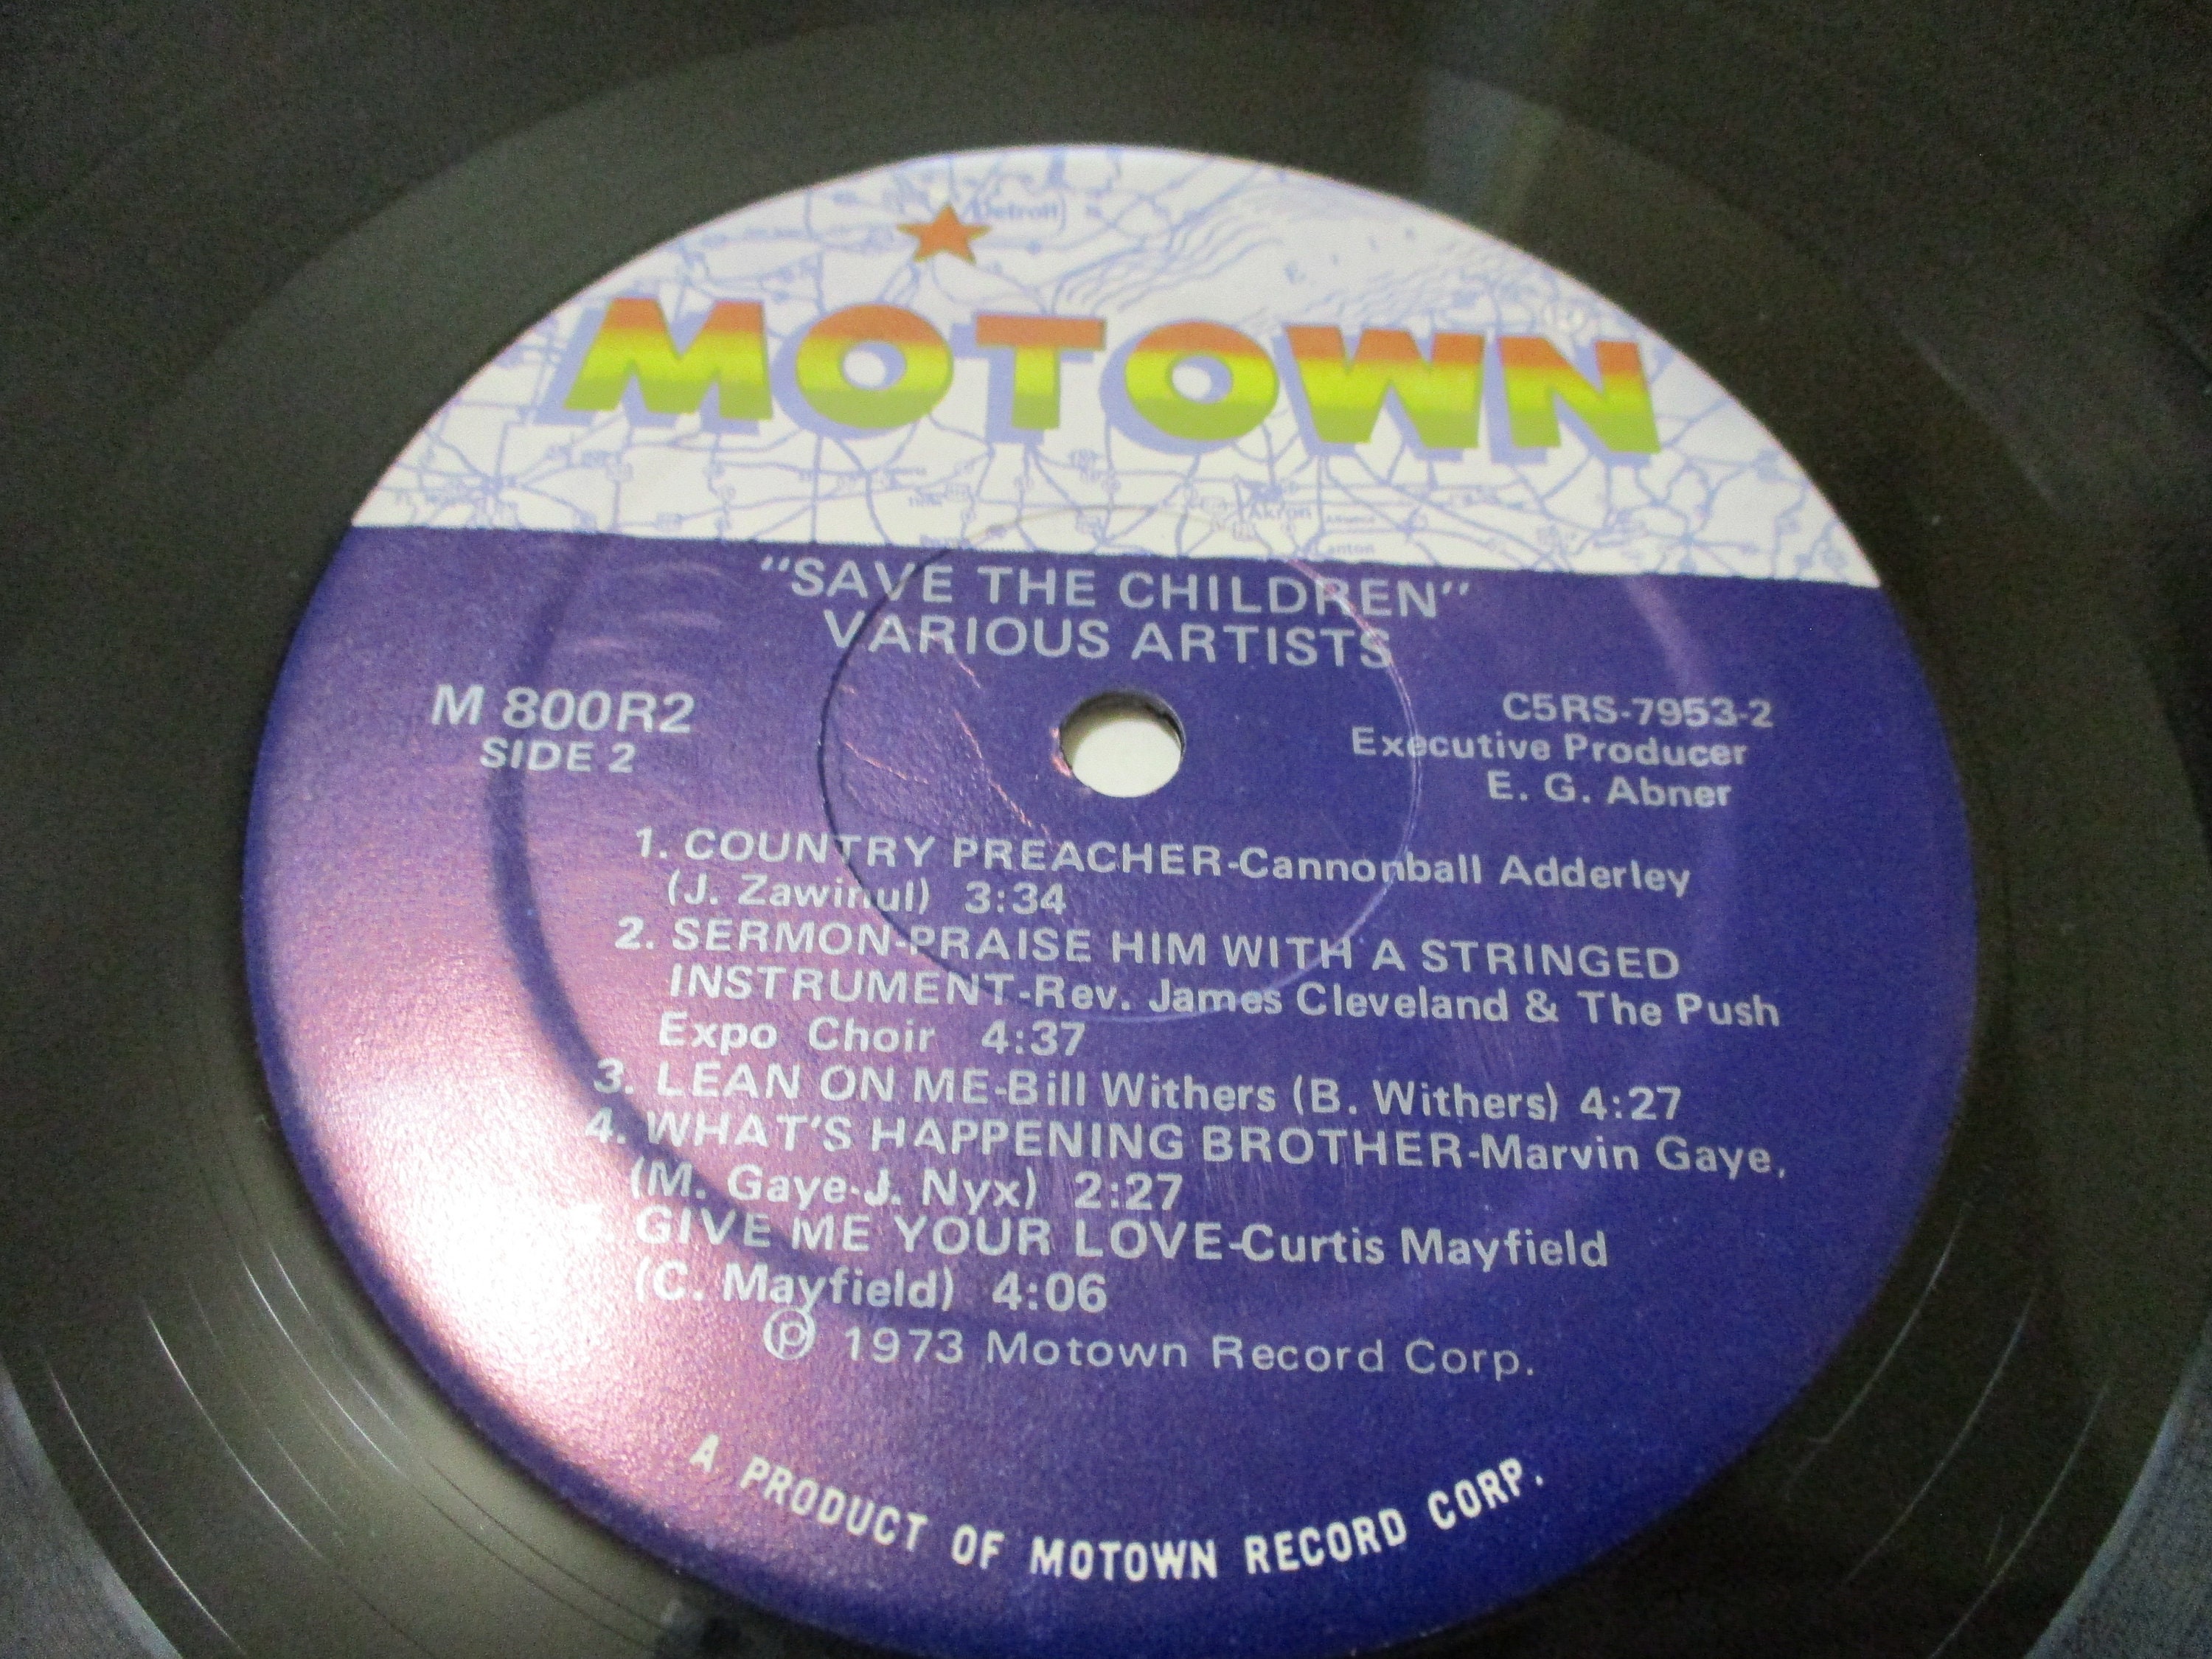 Detroit
MOTOWN
Akron
Canton
"SAVE THE CHILDREN"
VARIOUS ARTISTS
M 800R2
SIDE 2
C5RS-7953-2
Executive Producer
E. G. Abner
1. COUNTRY PREACHER-Cannonball Adderley
(J. Zawinul) 3:34
2. SERMON-PRAISE HIM WITH A STRINGED
INSTRUMENT-Rev. James Cleveland & The Push
Expo Choir 4:37
3. LEAN ON ME-Bill Withers (B. Withers) 4:27
4. WHAT'S HAPPENING BROTHER-Marvin Gaye,
(M. Gaye-J. Nyx) 2:27
GIVE ME YOUR LOVE-Curtis Mayfield
(C. Mayfield) 4:06
℗ 1973 Motown Record Corp.
A PRODUCT OF MOTOWN RECORD CORP.